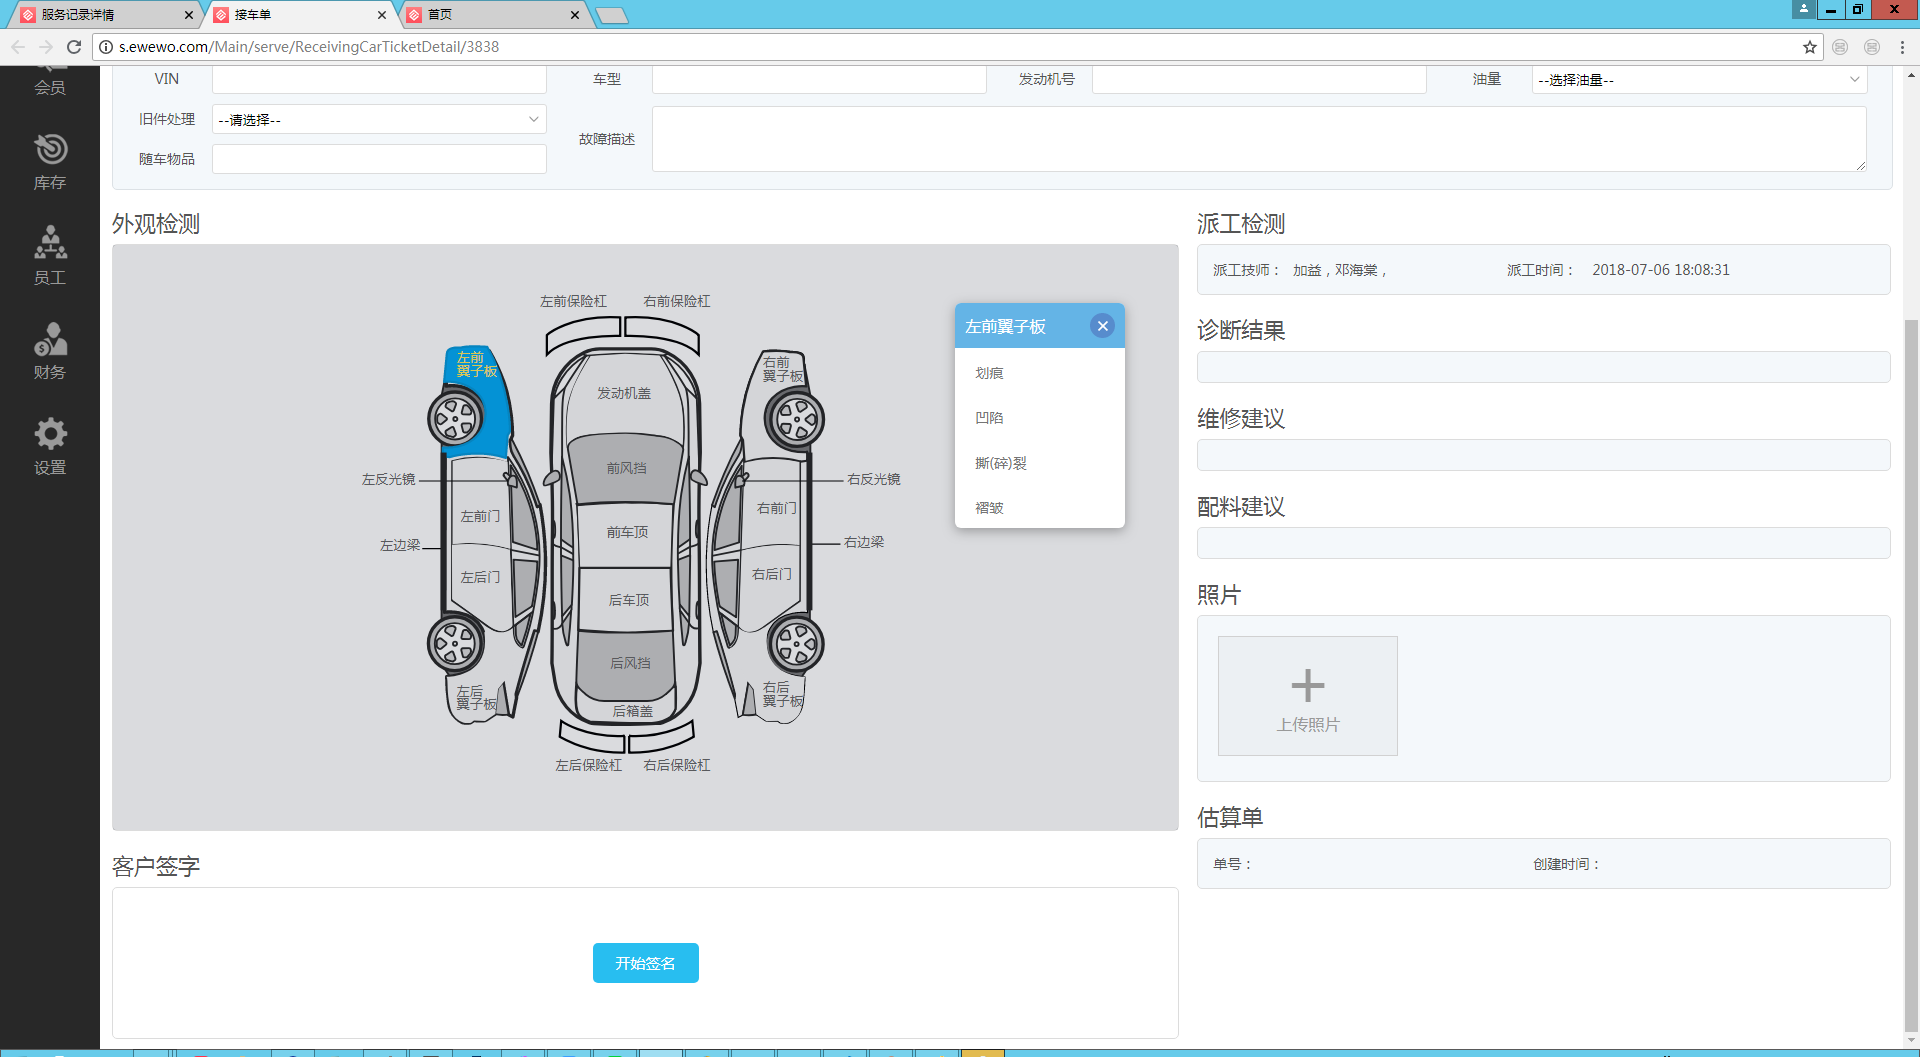 服务记录详情
接车单
首页
s.ewewo.com/Main/serve/ReceivingCarTicketDetail/3838
会员
库存
员工
财务
设置
VIN
车型
发动机号
油量
--选择油量--
旧件处理
--请选择--
故障描述
随车物品
外观检测
左前保险杠
右前保险杠
左前
翼子板
右前
翼子板
发动机盖
前风挡
左反光镜
右反光镜
左前门
右前门
前车顶
左边梁
右边梁
左后门
右后门
后车顶
后风挡
左后
翼子板
右后
翼子板
后箱盖
左后保险杠
右后保险杠
左前翼子板
划痕
凹陷
撕(碎)裂
褶皱
客户签字
开始签名
派工检测
派工技师： 加益，邓海棠，
派工时间： 2018-07-06 18:08:31
诊断结果
维修建议
配料建议
照片
上传照片
估算单
单号：
创建时间：